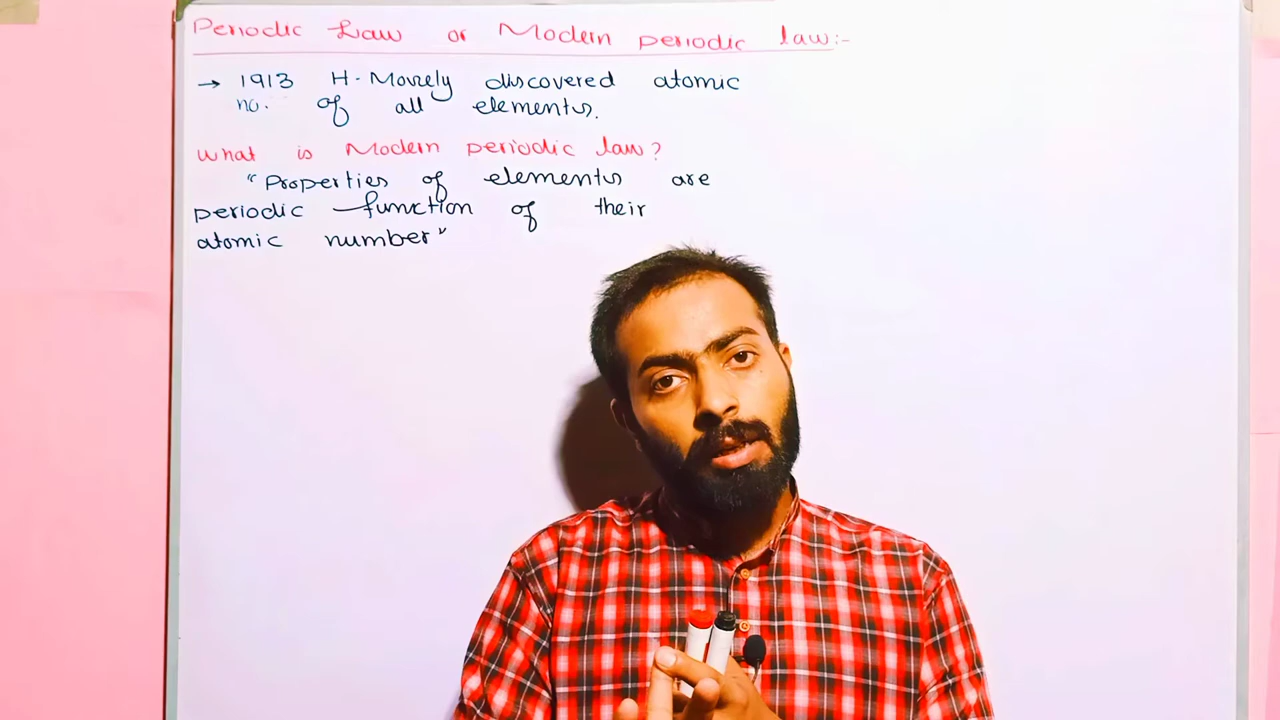 Periodic Law or Modern periodic law:-
→ 1913 H-Mosely discovered atomic
no. of all elements.
What is Modern periodic law?
"Properties of elements are
periodic function of their
atomic number"